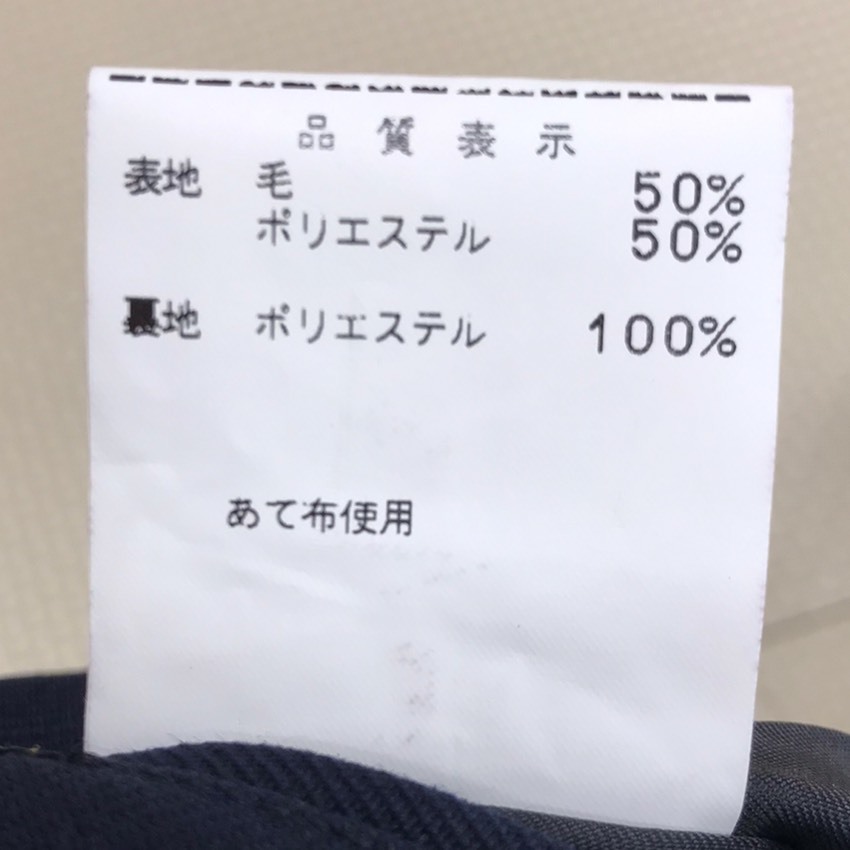 品質表示
表地 毛 50%
ポリエステル 50%
裏地 ポリエステル 100%
あて布使用